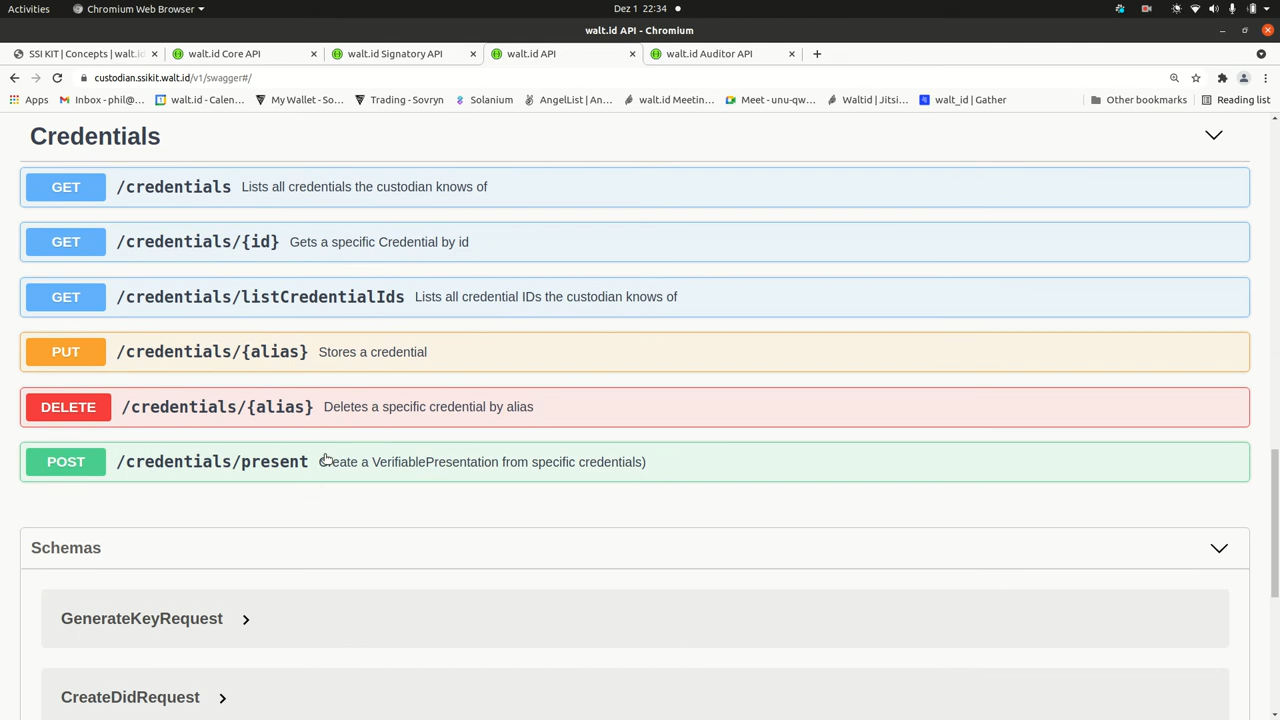 Activities Chromium Web Browser Dez 1 22:34
walt.id API - Chromium
SSI KIT | Concepts | walt.id walt.id Core API walt.id Signatory API walt.id API walt.id Auditor API
custodian.ssikit.walt.id/v1/swagger#/
Apps Inbox - phil@... walt.id - Calen... My Wallet - So... Trading - Sovryn Solanium AngelList | An... walt.id Meetin... Meet - unu-qw... Waltid | Jitsi... walt_id | Gather Other bookmarks Reading list
Credentials
GET /credentials Lists all credentials the custodian knows of
GET /credentials/{id} Gets a specific Credential by id
GET /credentials/listCredentialIds Lists all credential IDs the custodian knows of
PUT /credentials/{alias} Stores a credential
DELETE /credentials/{alias} Deletes a specific credential by alias
POST /credentials/present Create a VerifiablePresentation from specific credentials)
Schemas
GenerateKeyRequest
CreateDidRequest